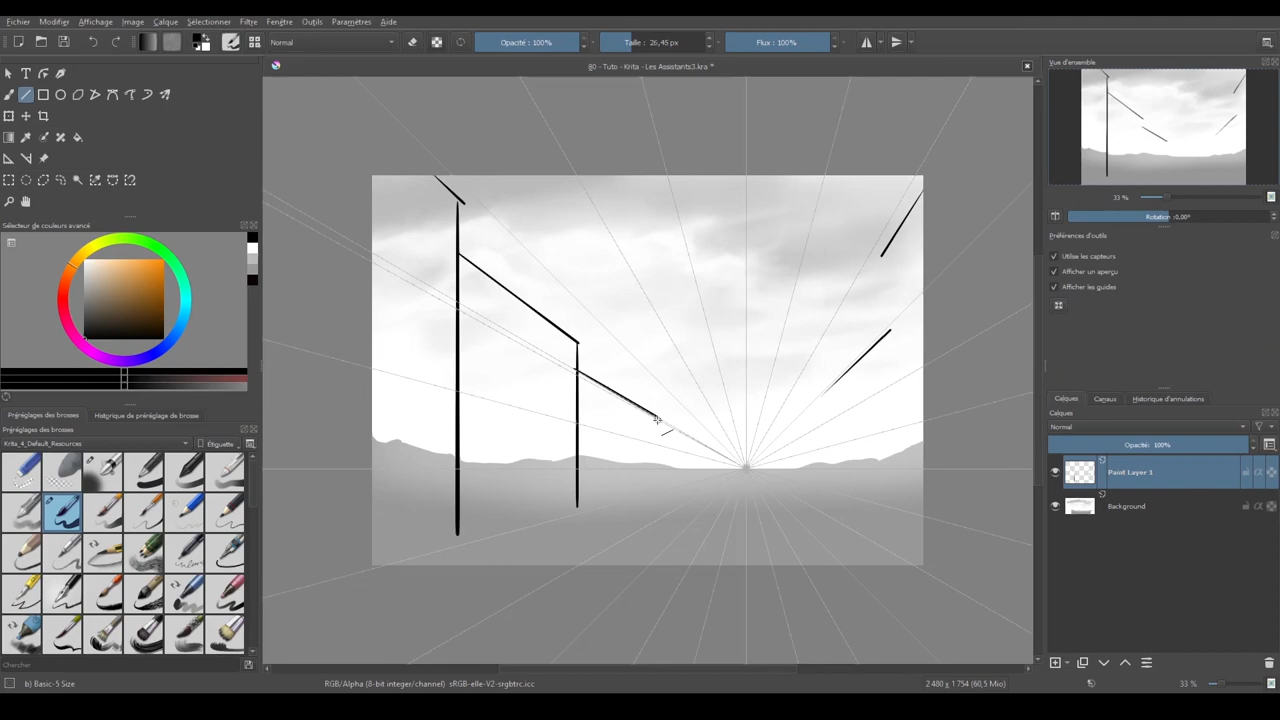 Fichier Modifier Affichage Image Calque Sélectionner Filtre Fenêtre Outils Paramètres Aide
Normal Opacité : 100% Taille : 26,45 px Flux : 100%
g0 - Tuto - Krita - Les Assistants3.kra *
Vue d'ensemble
33 %
Rotation : 0.00°
Sélecteur de couleurs avancé
Préférences d'outils
Utilise les capteurs
Afficher un aperçu
Afficher les guides
Calques Canaux Historique d'annulations
Calques
Normal
Opacité: 100%
Paint Layer 1
Background
Préréglages des brosses Historique de préréglage de brosse
Préréglages des brosses
Krita_4_Default_Resources Étiquette
Chercher
b) Basic-5 Size RGB/Alpha (8-bit integer/channel) sRGB-elle-V2-srgbtrc.icc 2 480 x 1 754 (60,5 Mio) 33 %